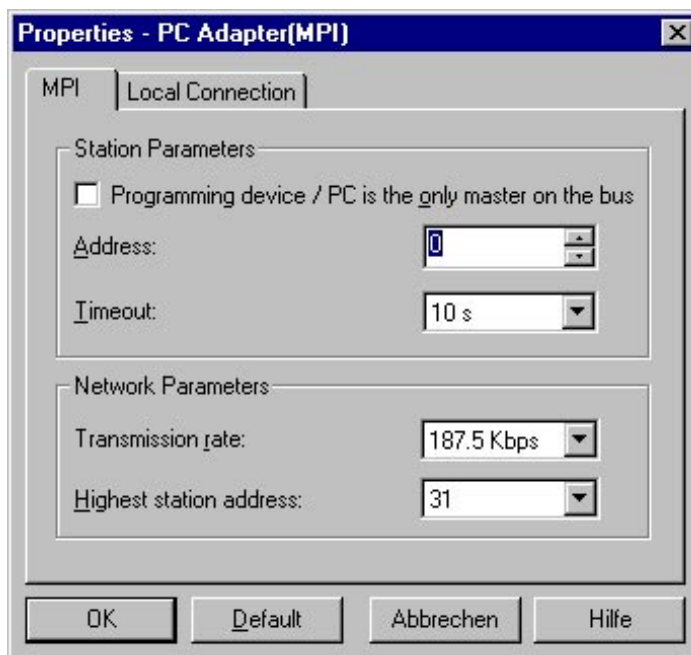 Properties - PC Adapter(MPI)
MPI
Local Connection
Station Parameters
Programming device / PC is the only master on the bus
Address:
0
Timeout:
10 s
Network Parameters
Transmission rate:
187.5 Kbps
Highest station address:
31
OK
Default
Abbrechen
Hilfe